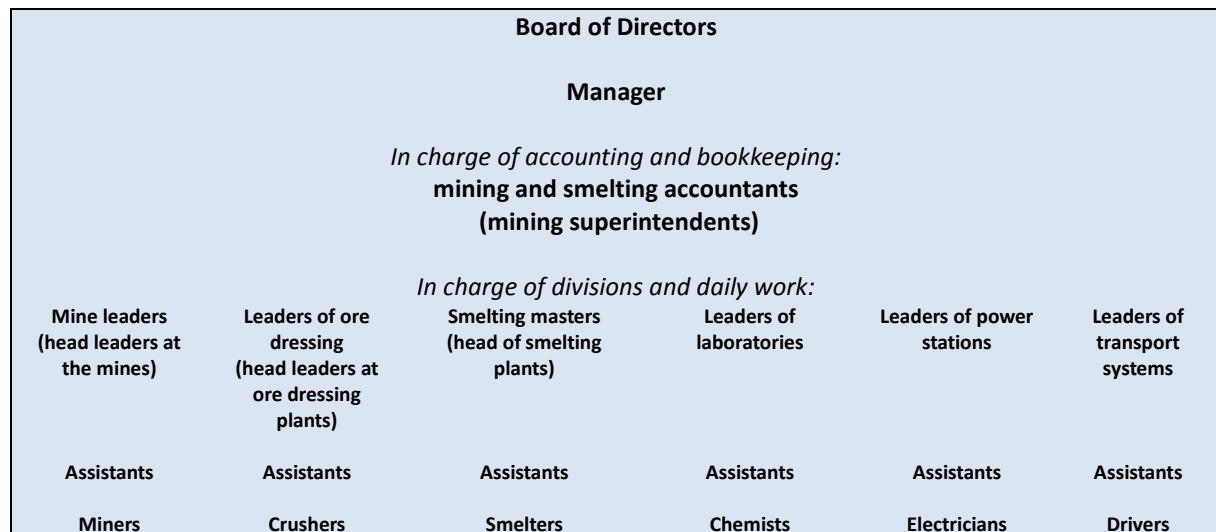 Board of Directors
Manager
In charge of accounting and bookkeeping:
mining and smelting accountants
(mining superintendents)
In charge of divisions and daily work:
Mine leaders
(head leaders at
the mines)
Leaders of ore
dressing
(head leaders at
ore dressing
plants)
Smelting masters
(head of smelting
plants)
Leaders of
laboratories
Leaders of power
stations
Leaders of
transport
systems
Assistants
Assistants
Assistants
Assistants
Assistants
Assistants
Miners
Crushers
Smelters
Chemists
Electricians
Drivers